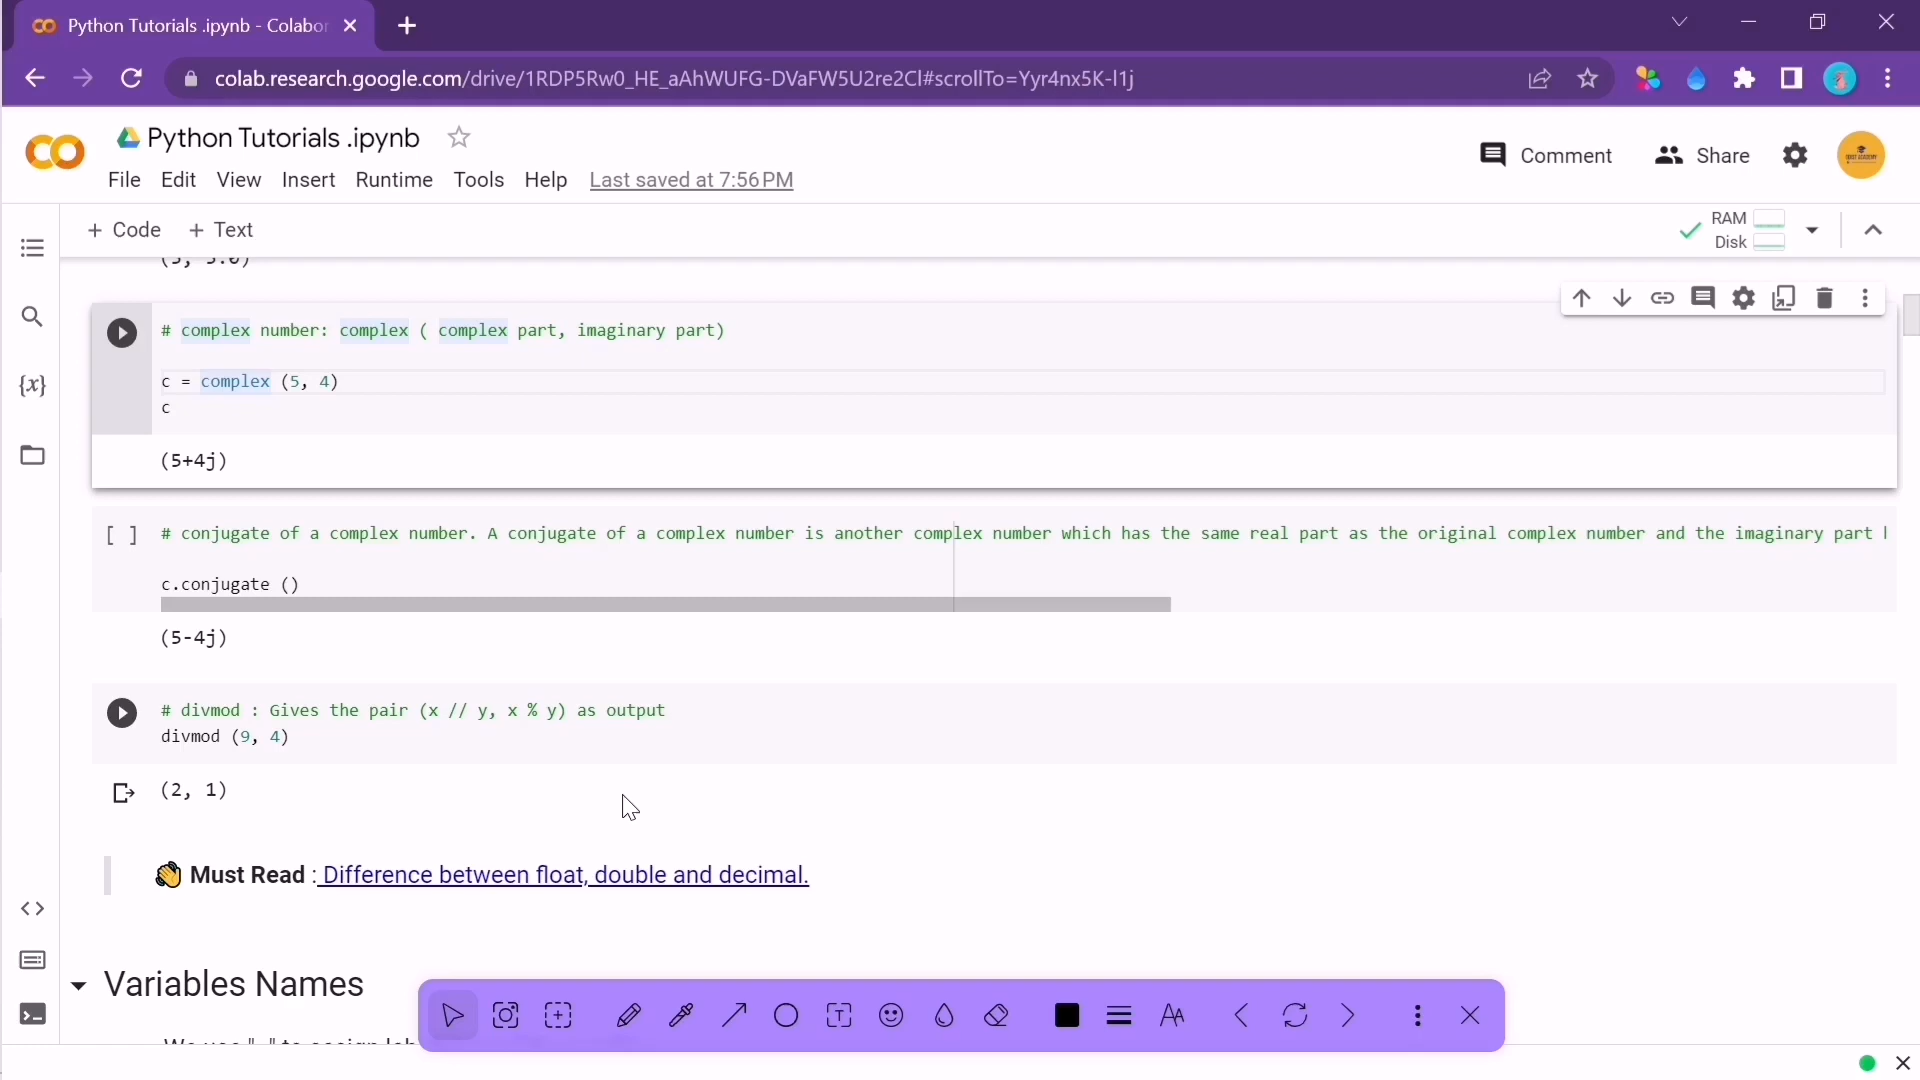 Python Tutorials .ipynb - Colabor
colab.research.google.com/drive/1RDP5Rw0_HE_aAhWUFG-DVaFW5U2re2Cl#scrollTo=Yyr4nx5K-l1j
Python Tutorials .ipynb
Comment
Share
File Edit View Insert Runtime Tools Help Last saved at 7:56 PM
+ Code + Text
RAM
Disk
# complex number: complex ( complex part, imaginary part)
c = complex (5, 4)
c
(5+4j)
[ ] # conjugate of a complex number. A conjugate of a complex number is another complex number which has the same real part as the original complex number and the imaginary part
c.conjugate ()
(5-4j)
# divmod : Gives the pair (x // y, x % y) as output
divmod (9, 4)
(2, 1)
👋 Must Read : Difference between float, double and decimal.
Variables Names